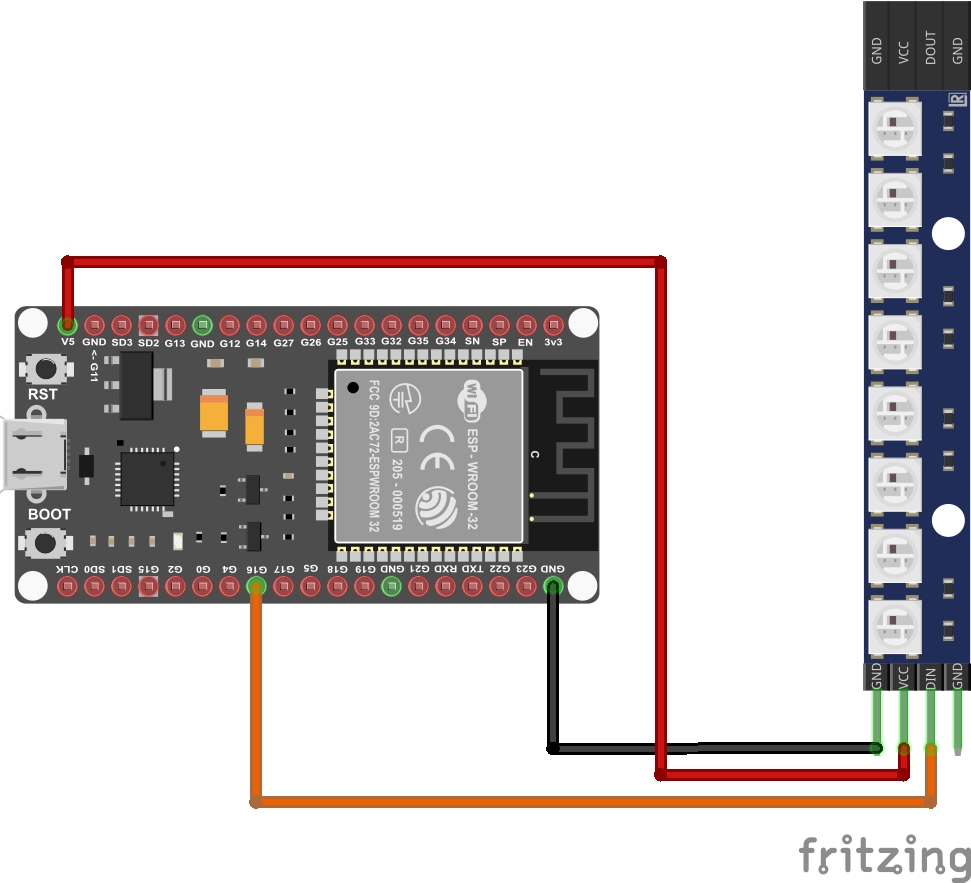 GND VCC DOUT GND
V5 GND SD3 SD2 G13 GND G12 G14 G27 G26 G25 G33 G32 G35 G34 SN SP EN 3v3
<- G11
RST
BOOT
WiFi
ESP - WROOM -32
CE
R
205 - 000519
FCC 9D:2AC72-ESPWROOM 32
C
CLK SD0 SD1 G15 G2 G0 G4 G16 G17 G5 G18 G19 GND G21 RXD TXD G22 G23 GND
R
GND VCC DIN GND
fritzing